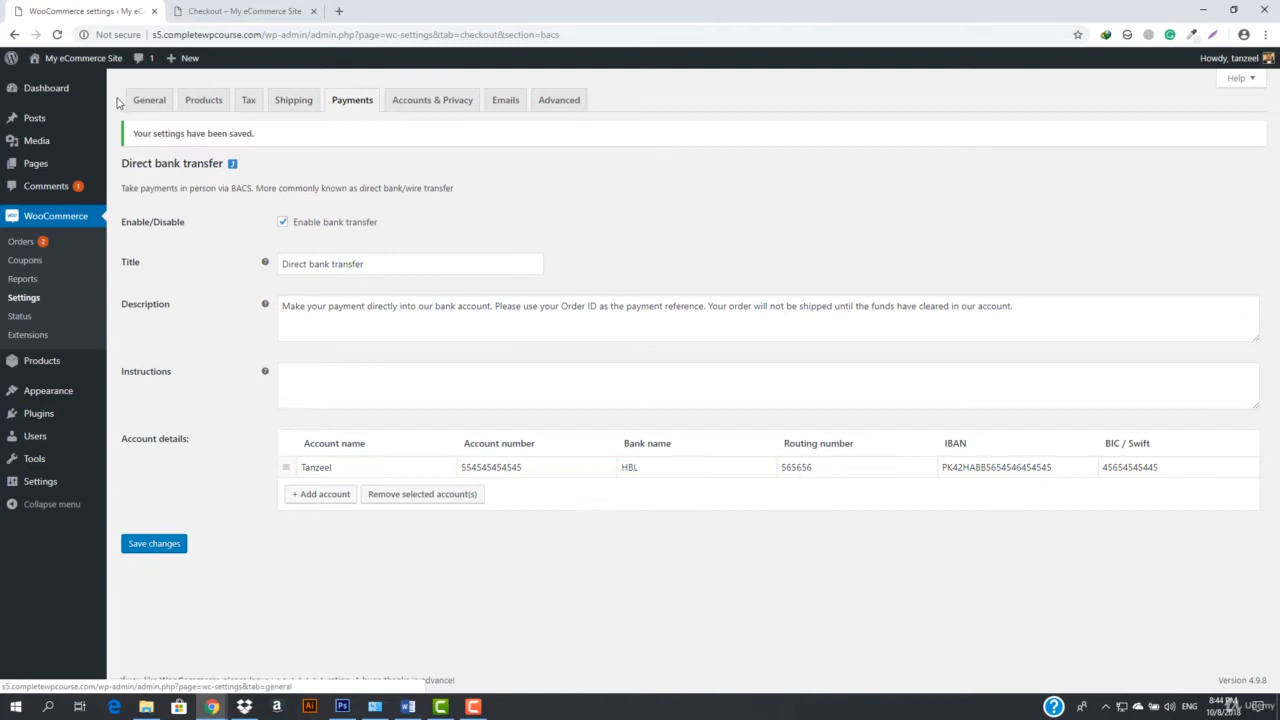 WooCommerce settings ‹ My eC
Checkout – My eCommerce Site
Not secure
s5.completewpcourse.com/wp-admin/admin.php?page=wc-settings&tab=checkout&section=bacs
My eCommerce Site
1
New
Howdy, tanzeel
Help
Dashboard
Posts
Media
Pages
Comments 1
WooCommerce
Orders 2
Coupons
Reports
Settings
Status
Extensions
Products
Appearance
Plugins
Users
Tools
Settings
Collapse menu
General
Products
Tax
Shipping
Payments
Accounts & Privacy
Emails
Advanced
Your settings have been saved.
Direct bank transfer
Take payments in person via BACS. More commonly known as direct bank/wire transfer
Enable/Disable
Enable bank transfer
Title
Direct bank transfer
Description
Make your payment directly into our bank account. Please use your Order ID as the payment reference. Your order will not be shipped until the funds have cleared in our account.
Instructions
Account details:
Account name Account number Bank name Routing number IBAN BIC / Swift
Tanzeel 554545454545 HBL 565656 PK42HABB5654546454545 45654545445
+ Add account
Remove selected account(s)
Save changes
Version 4.9.8
s5.completewpcourse.com/wp-admin/admin.php?page=wc-settings&tab=general
8:44 PM
10/8/2018
Udemy